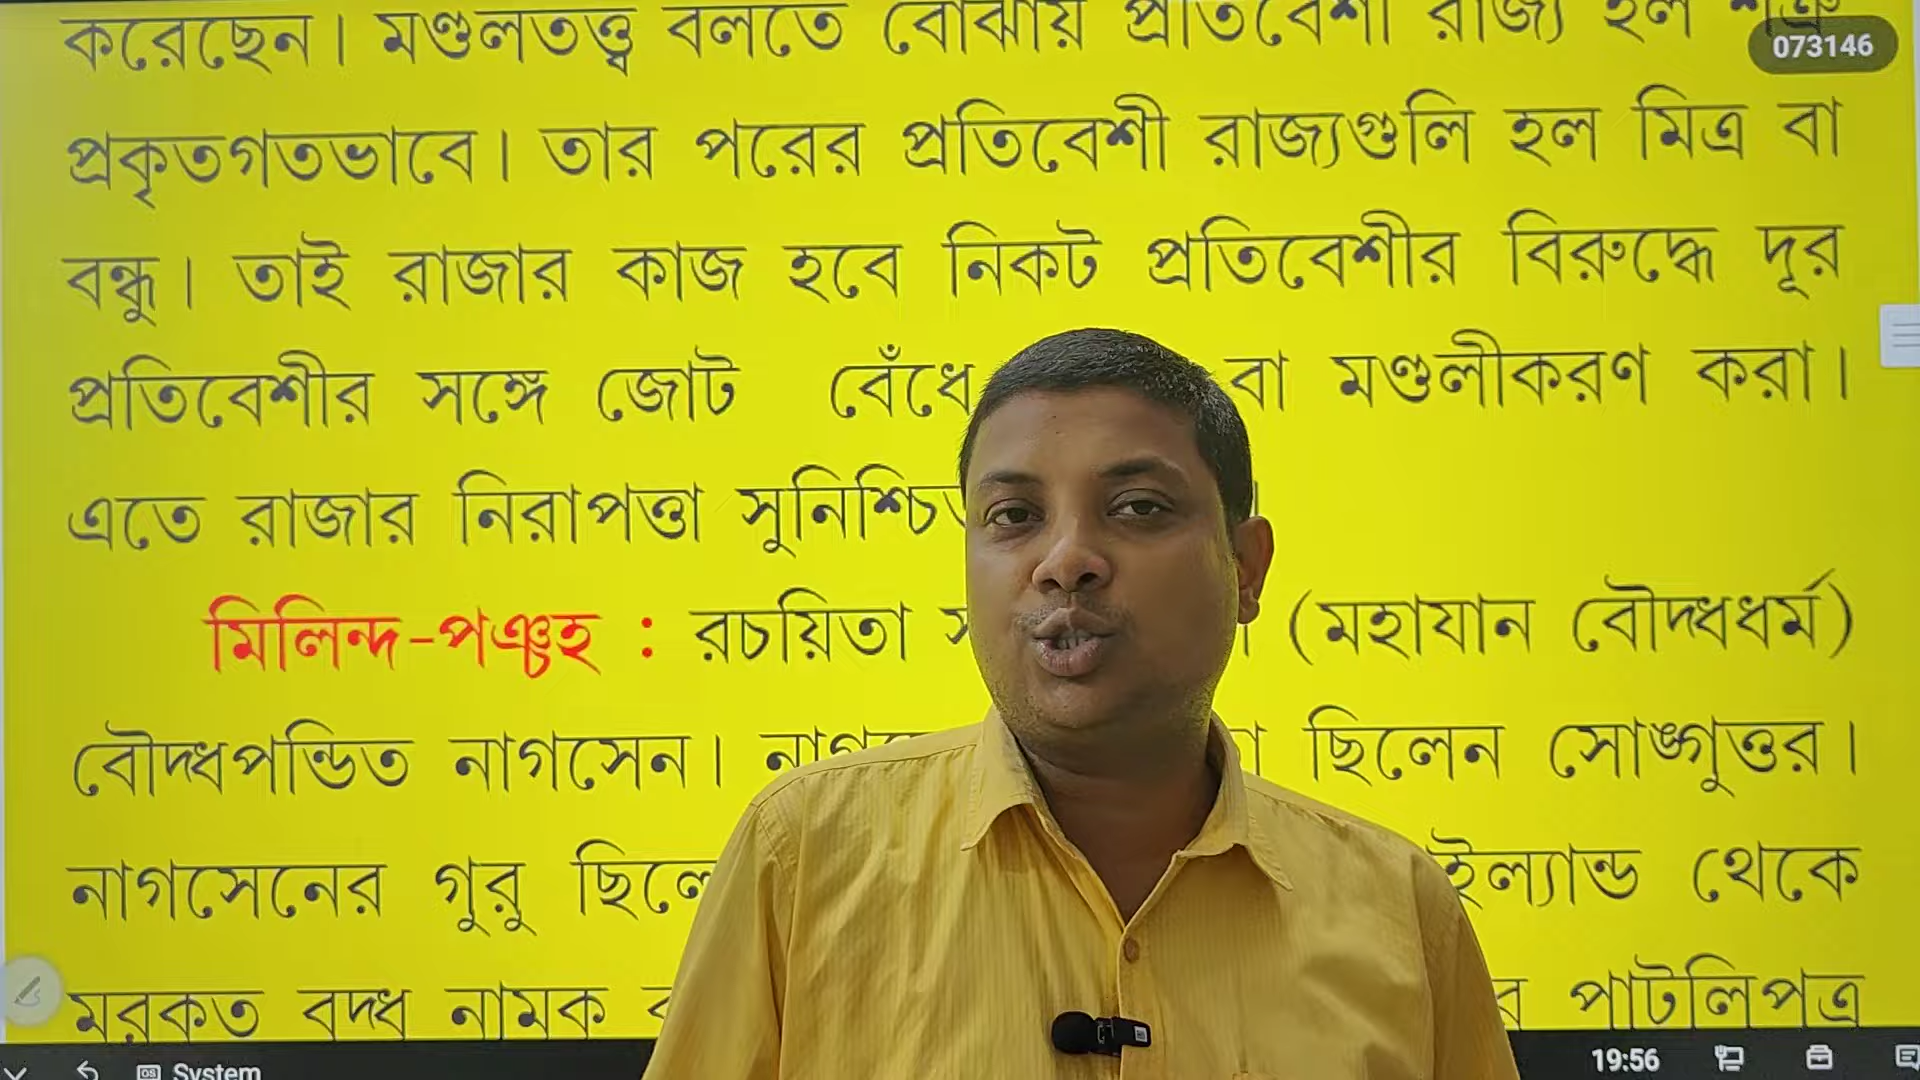 করেছেন। মণ্ডলতত্ত্ব বলতে বোঝায় প্রতিবেশী রাজ্য হল শত্রু
073146
প্রকৃতগতভাবে। তার পরের প্রতিবেশী রাজ্যগুলি হল মিত্র বা
বন্ধু। তাই রাজার কাজ হবে নিকট প্রতিবেশীর বিরুদ্ধে দূর
প্রতিবেশীর সঙ্গে জোট বেঁধে বা মণ্ডলীকরণ করা।
এতে রাজার নিরাপত্তা
মিলিন্দ-পঞ্চহ : রচয়িতা (মহাযান বৌদ্ধধর্ম)
বৌদ্ধপন্ডিত নাগসেন। ছিলেন সোঙ্গুত্তর।
নাগসেনের গুরু থেকে
মরকত বদ্ধ নামক পাটলিপত্র
System
19:56